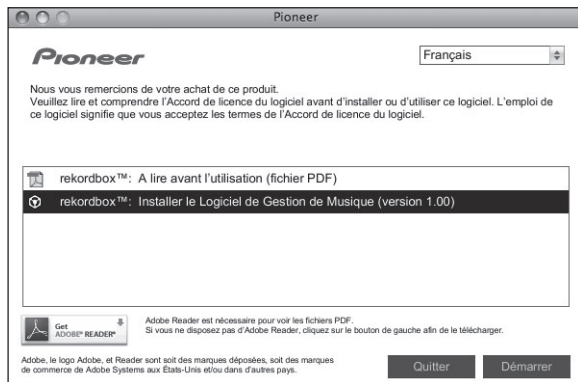 Pioneer
Pioneer
Français
Nous vous remercions de votre achat de ce produit.
Veuillez lire et comprendre l'Accord de licence du logiciel avant d'installer ou d'utiliser ce logiciel. L'emploi de
ce logiciel signifie que vous acceptez les termes de l'Accord de licence du logiciel.
rekordbox™: A lire avant l'utilisation (fichier PDF)
rekordbox™: Installer le Logiciel de Gestion de Musique (version 1.00)
Get
ADOBE® READER®
Adobe Reader est nécessaire pour voir les fichiers PDF.
Si vous ne disposez pas d'Adobe Reader, cliquez sur le bouton de gauche afin de le télécharger.
Adobe, le logo Adobe, et Reader sont soit des marques déposées, soit des marques
de commerce de Adobe Systems aux États-Unis et/ou dans d'autres pays.
Quitter
Démarrer